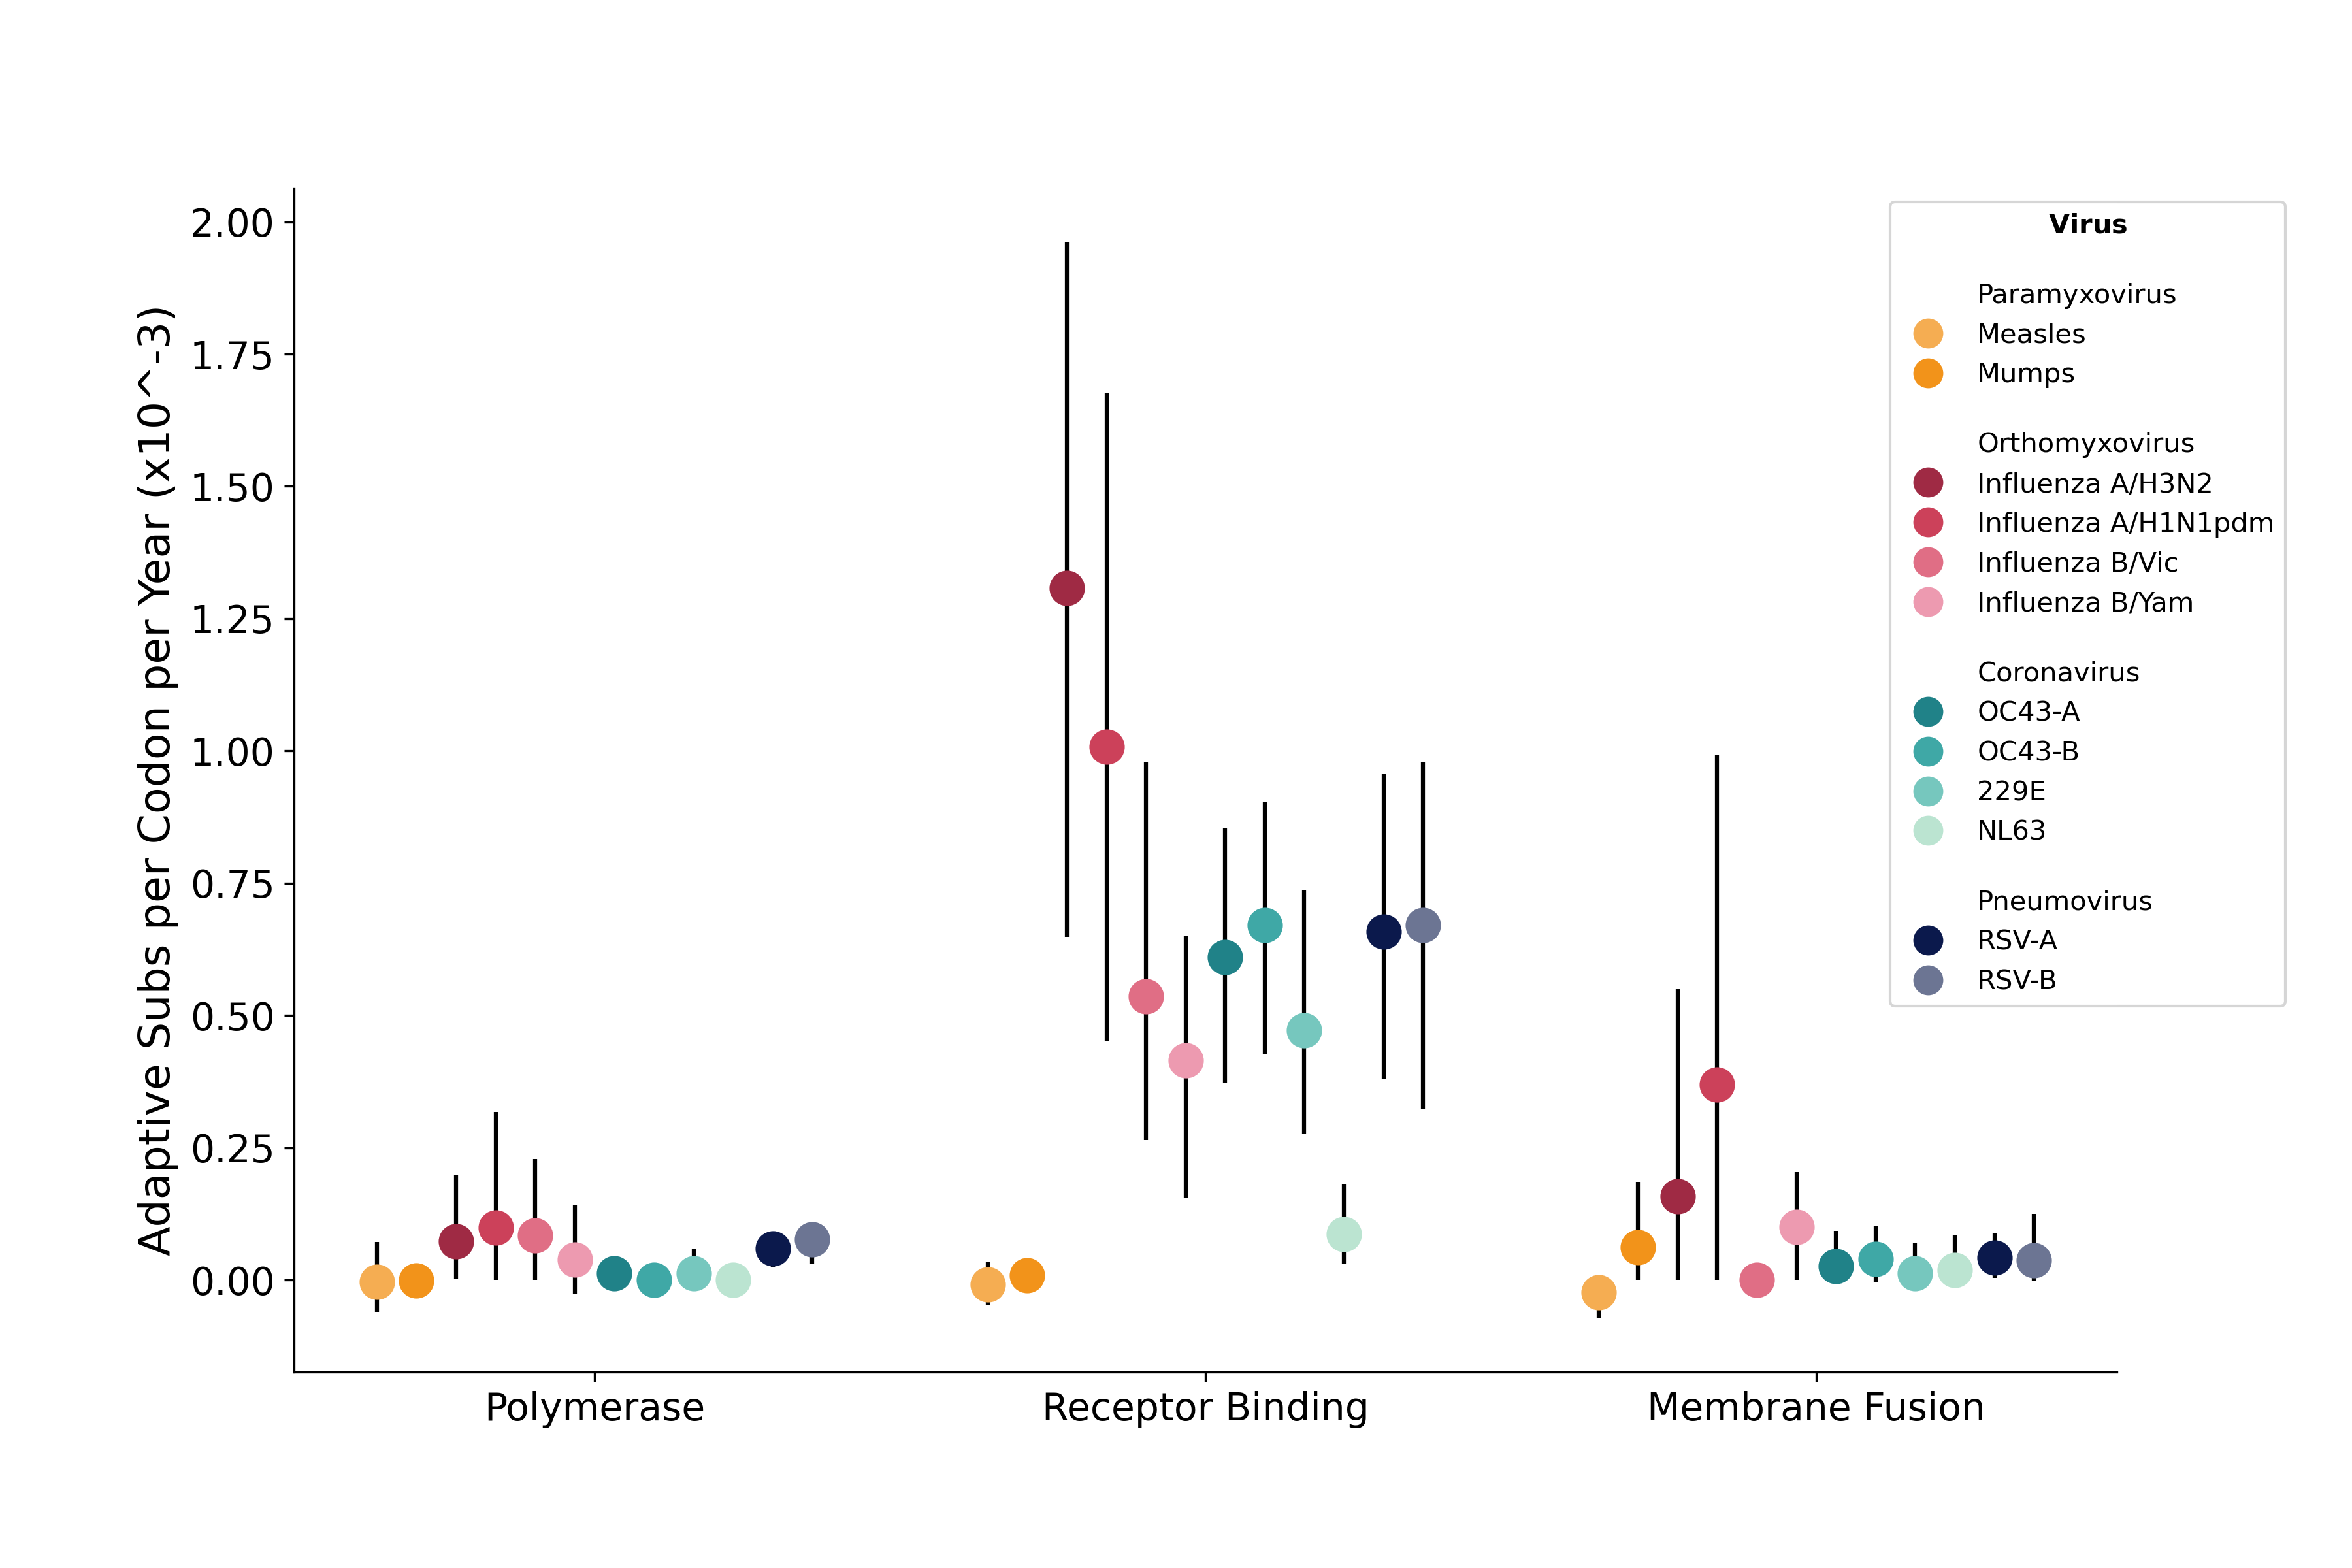 Adaptive Subs per Codon per Year (x10^-3)
2.00
1.75
1.50
1.25
1.00
0.75
0.50
0.25
0.00
Polymerase
Receptor Binding
Membrane Fusion
Virus
Paramyxovirus
Measles
Mumps
Orthomyxovirus
Influenza A/H3N2
Influenza A/H1N1pdm
Influenza B/Vic
Influenza B/Yam
Coronavirus
OC43-A
OC43-B
229E
NL63
Pneumovirus
RSV-A
RSV-B